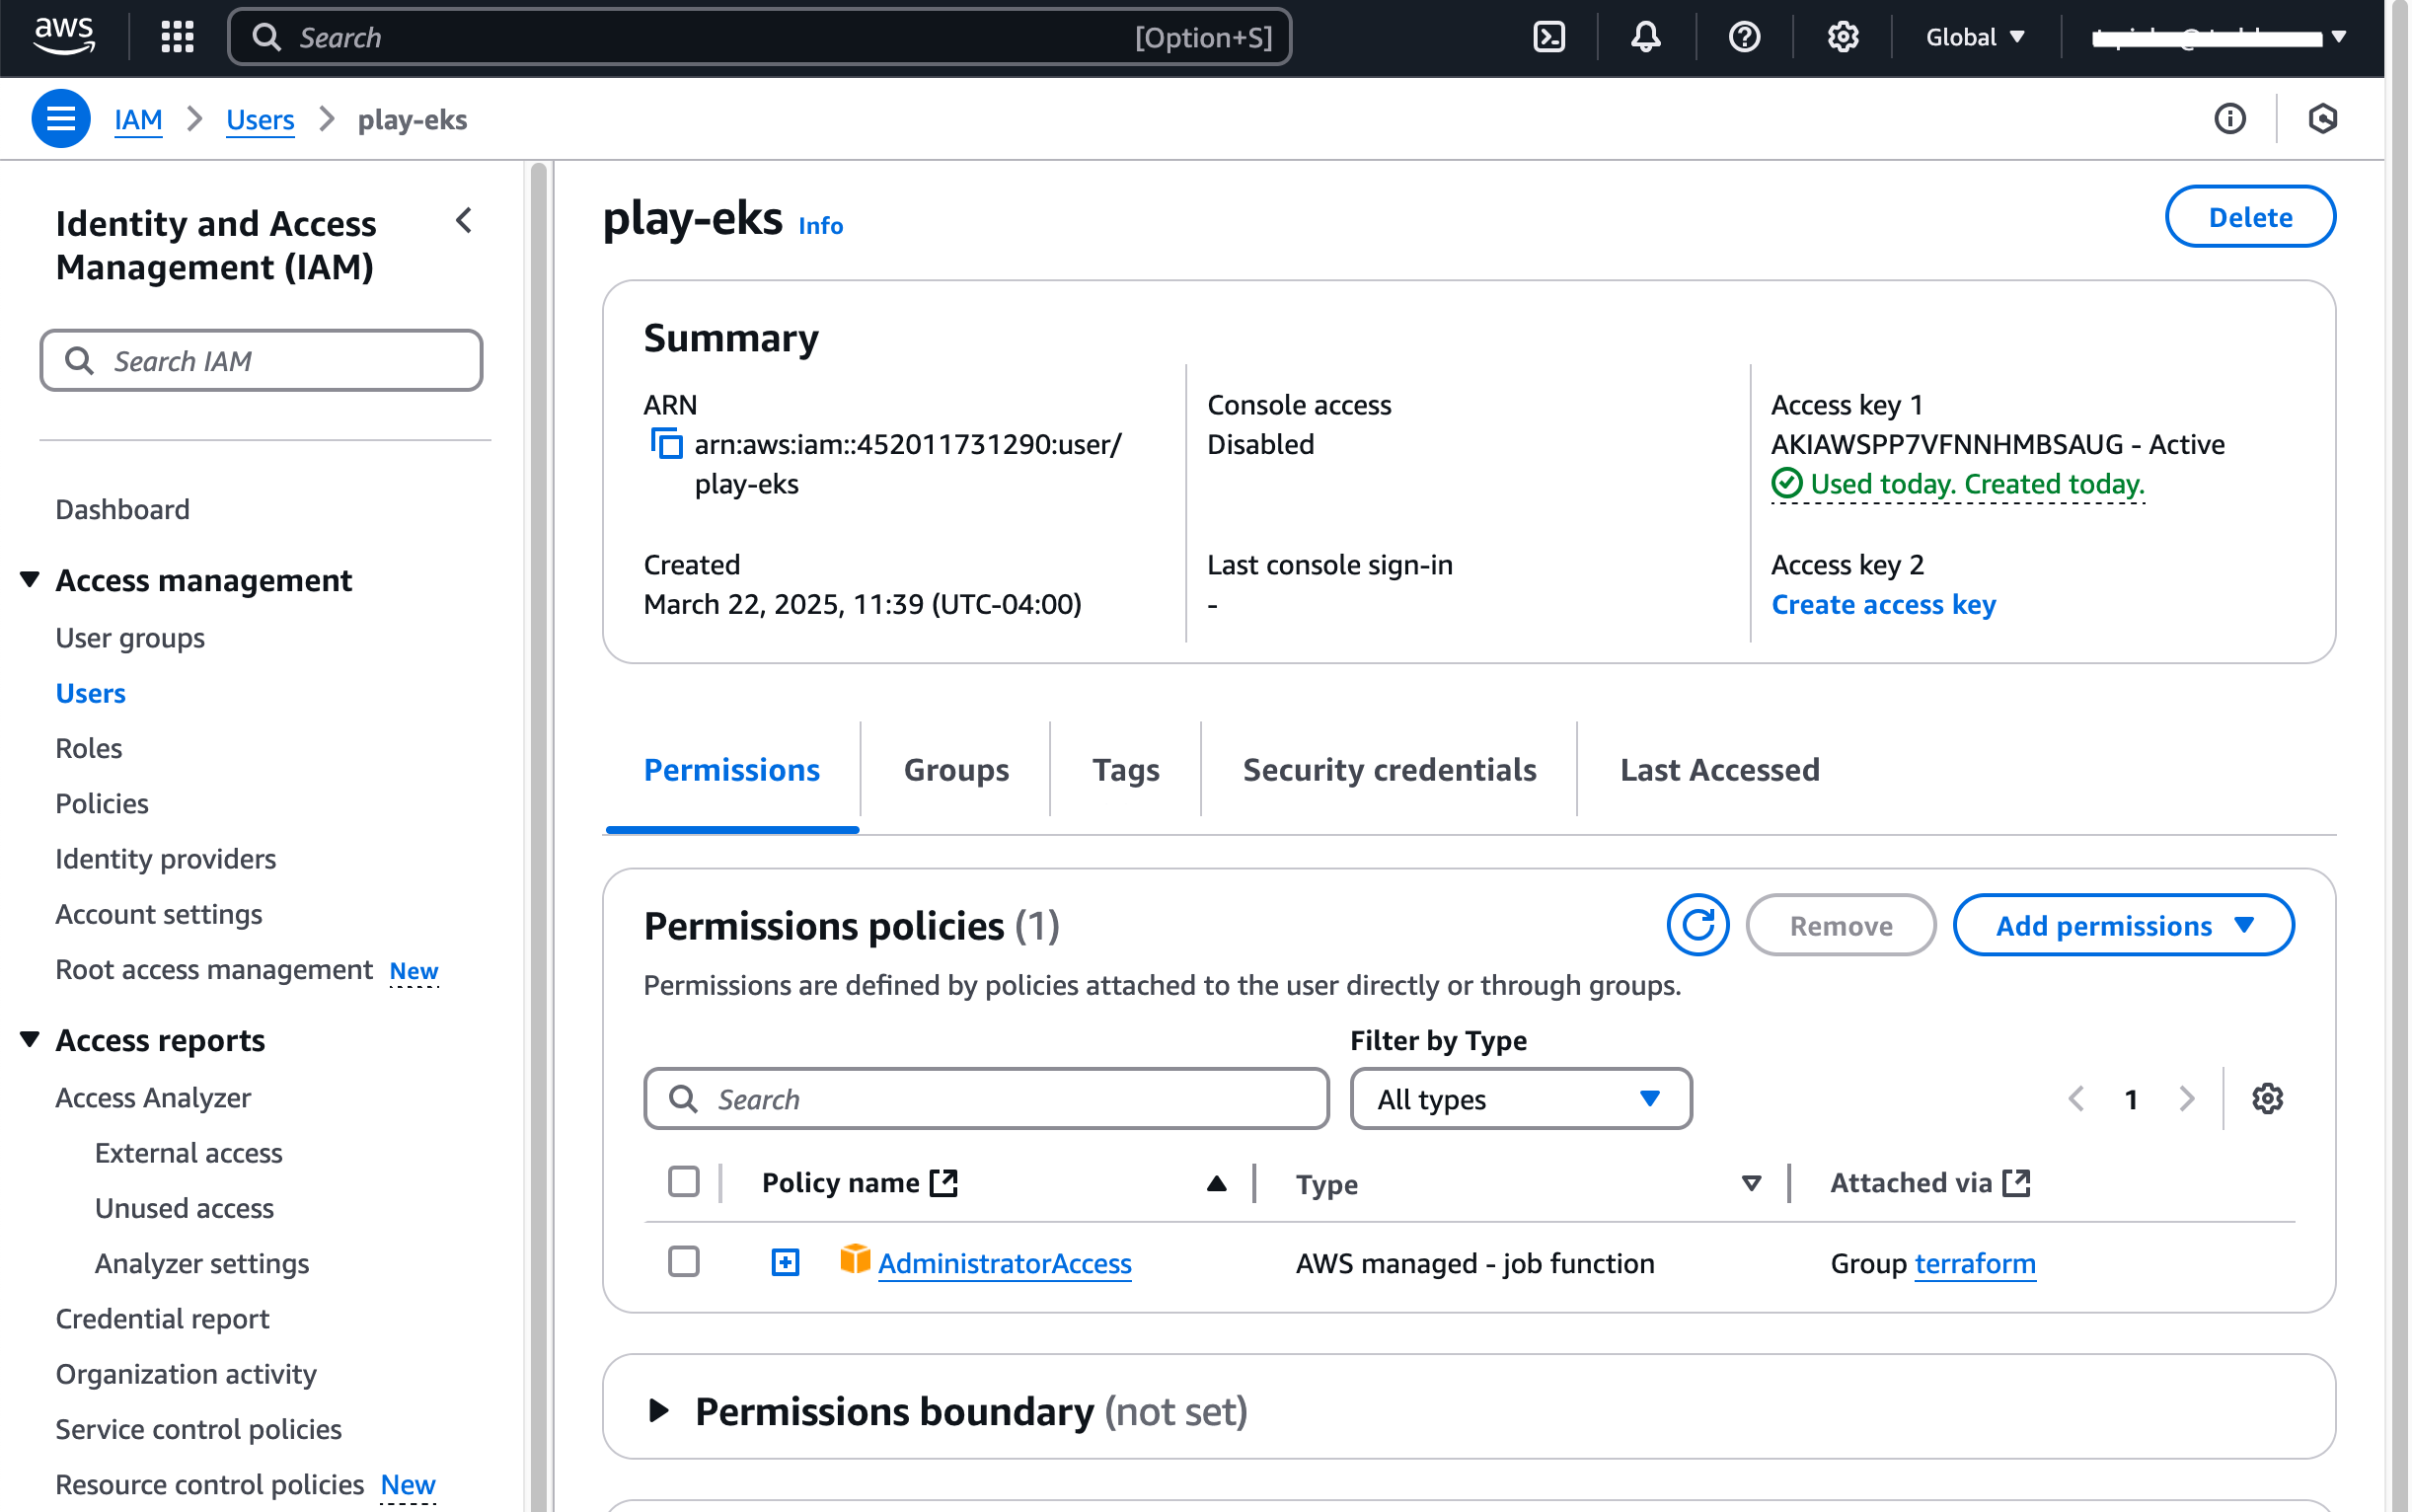 aws
Search
[Option+S]
Global
IAM
Users
play-eks
Identity and Access
Management (IAM)
Search IAM
Dashboard
Access management
User groups
Users
Roles
Policies
Identity providers
Account settings
Root access management New
Access reports
Access Analyzer
External access
Unused access
Analyzer settings
Credential report
Organization activity
Service control policies
Resource control policies New
play-eks Info
Delete
Summary
ARN
arn:aws:iam::452011731290:user/
play-eks
Created
March 22, 2025, 11:39 (UTC-04:00)
Console access
Disabled
Last console sign-in
-
Access key 1
AKIAWSPP7VFNNHMBSAUG - Active
Used today. Created today.
Access key 2
Create access key
Permissions
Groups
Tags
Security credentials
Last Accessed
Permissions policies (1)
Remove
Add permissions
Permissions are defined by policies attached to the user directly or through groups.
Filter by Type
Search
All types
1
Policy name
Type
Attached via
AdministratorAccess
AWS managed - job function
Group terraform
Permissions boundary (not set)